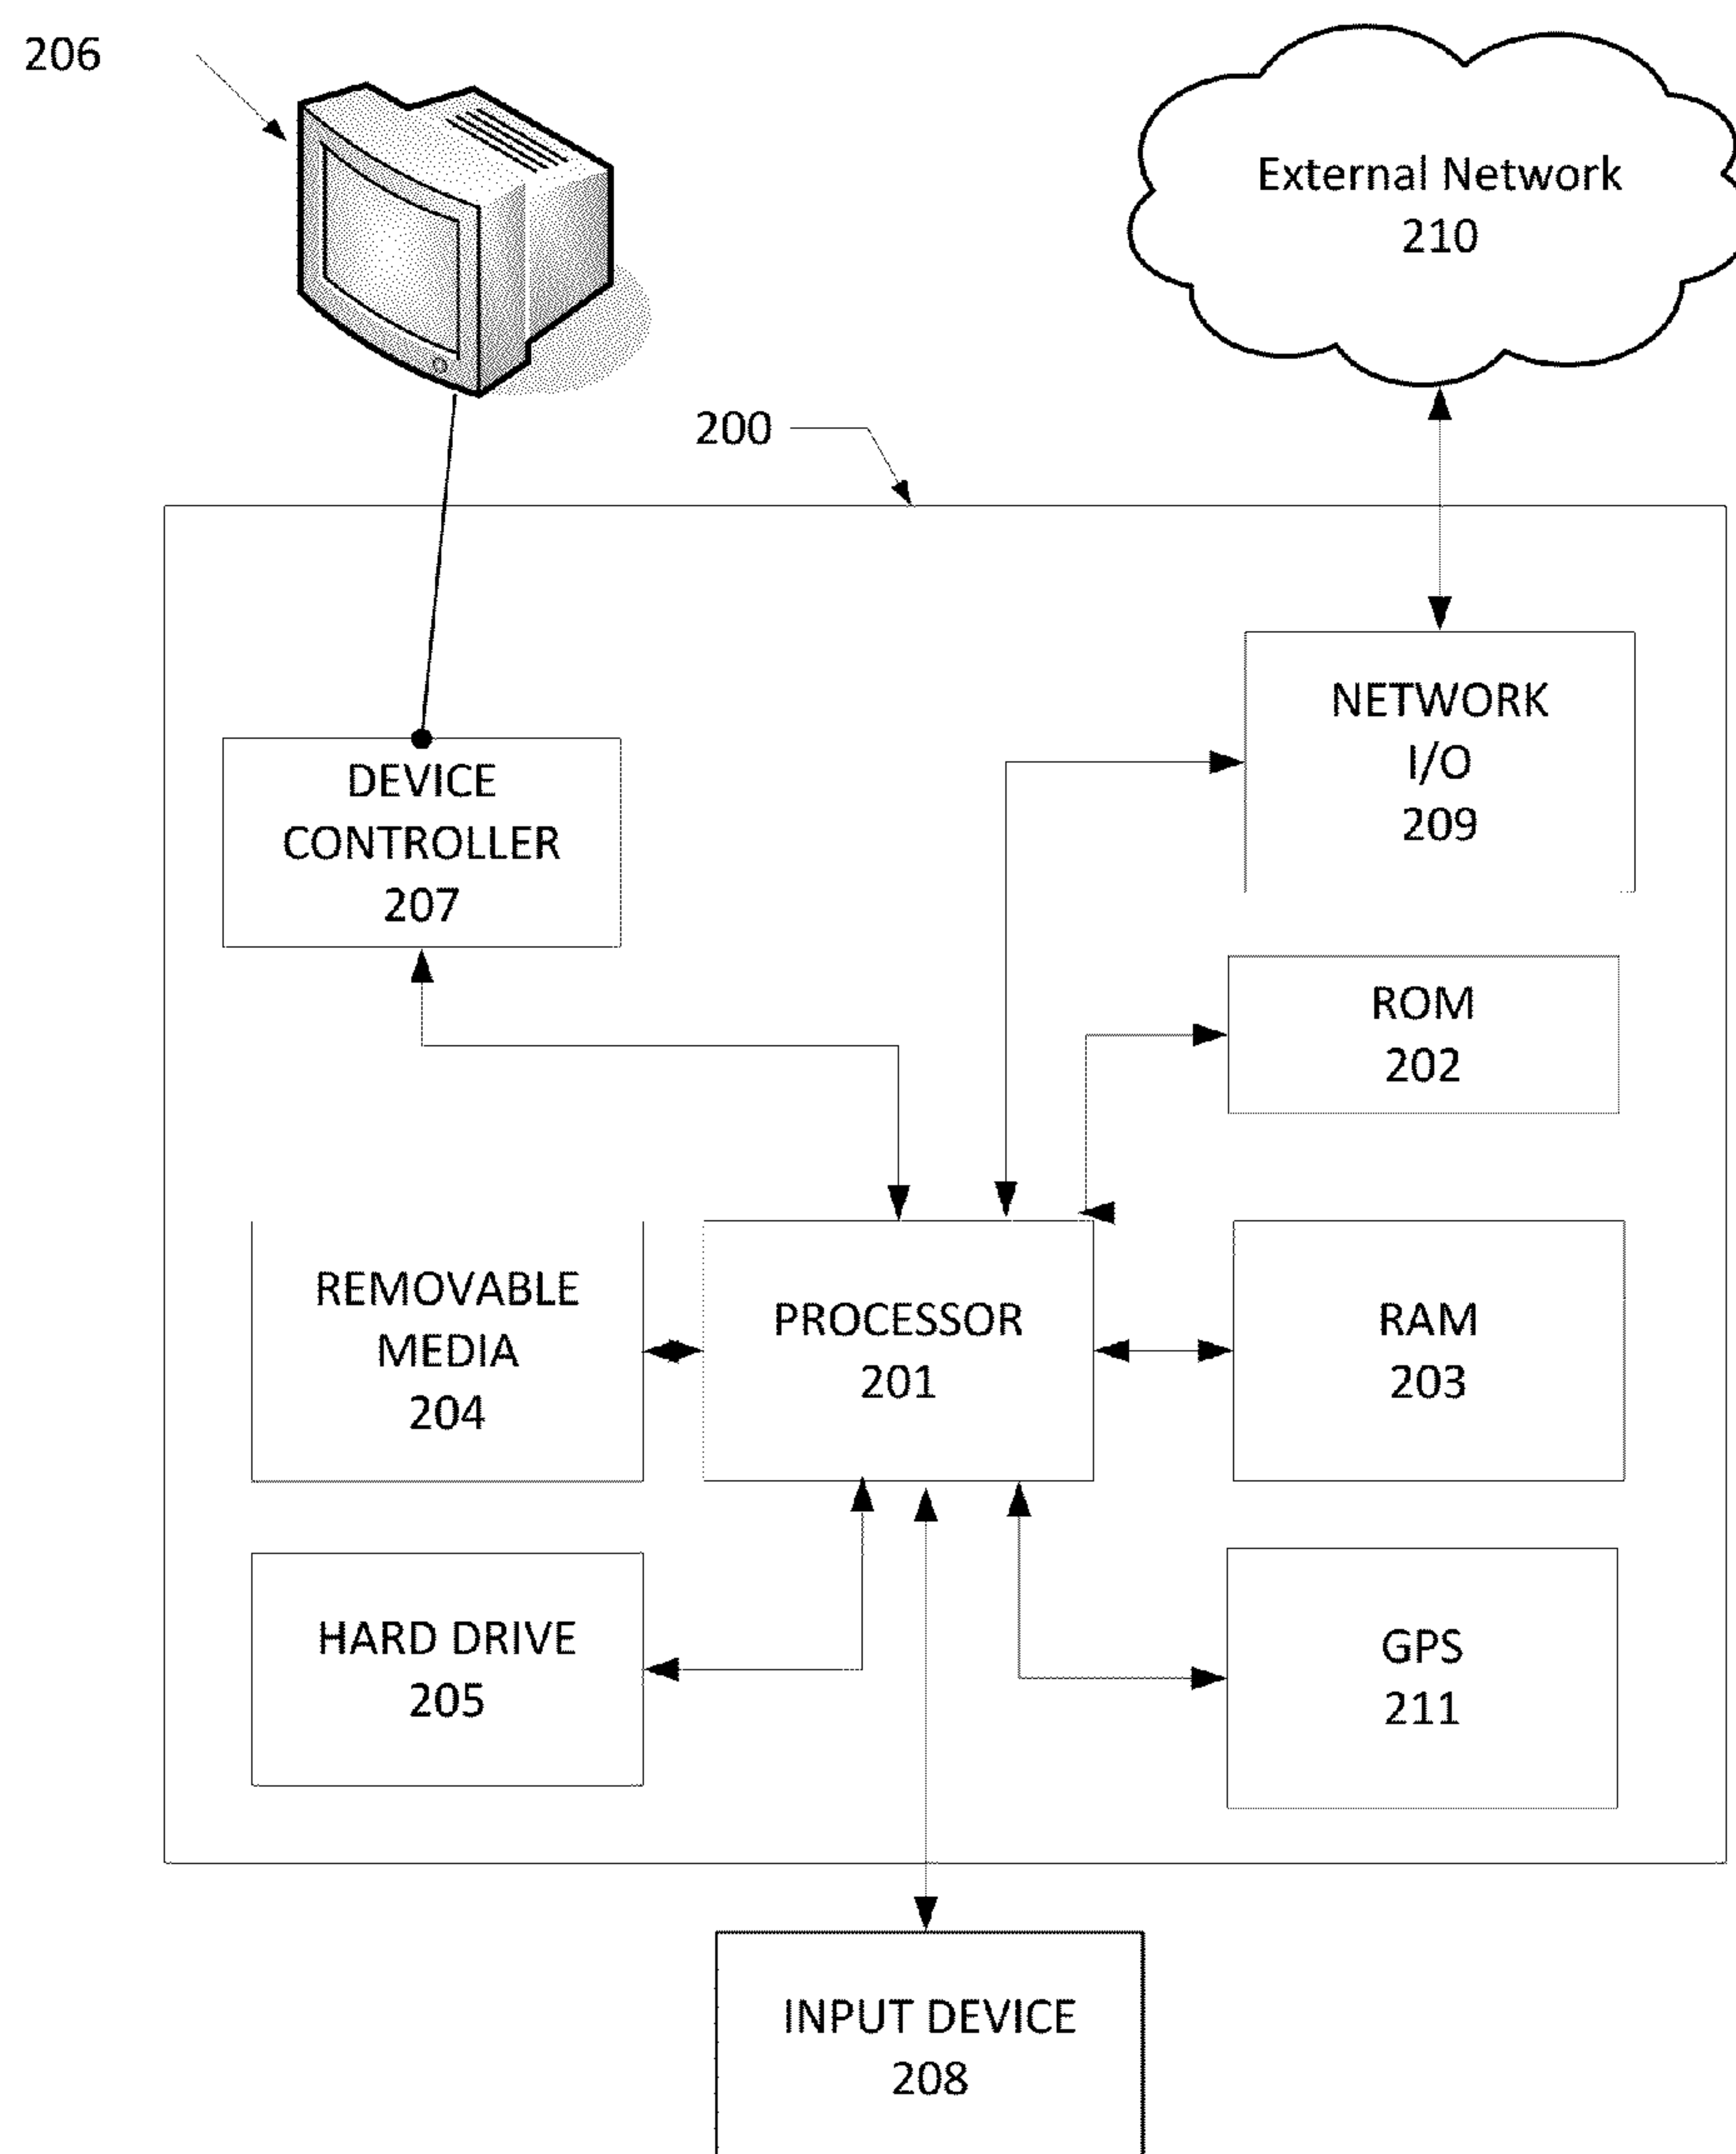 206
External Network
210
200
NETWORK
I/O
209
DEVICE
CONTROLLER
207
ROM
202
REMOVABLE
MEDIA
204
PROCESSOR
201
RAM
203
HARD DRIVE
205
GPS
211
INPUT DEVICE
208